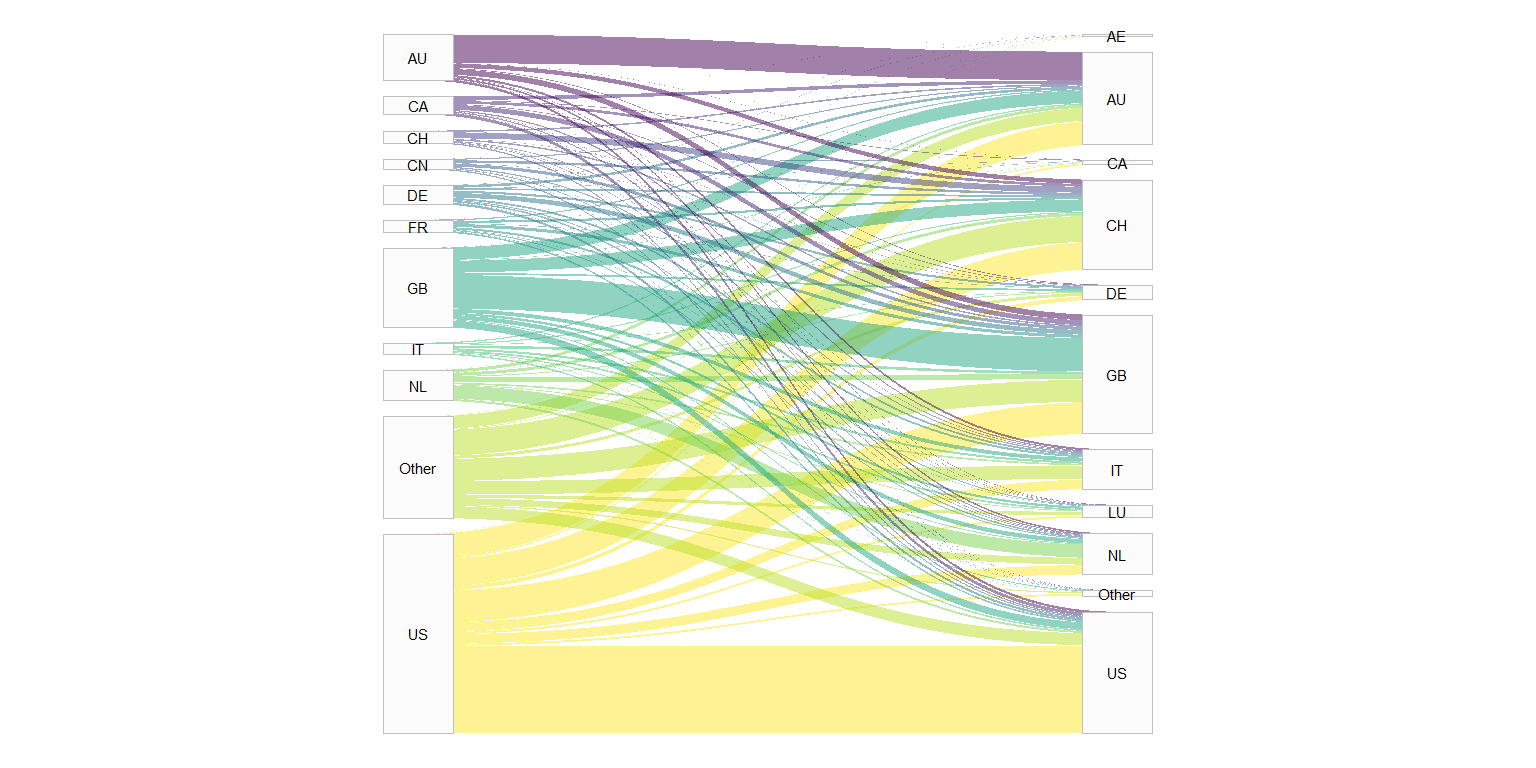 AU
CA
CH
CN
DE
FR
GB
IT
NL
Other
US
AE
AU
CA
CH
DE
GB
IT
LU
NL
Other
US